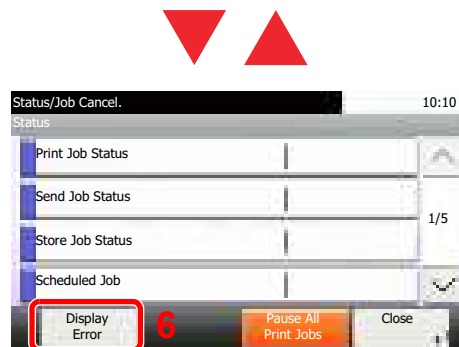 Status/Job Cancel. 10:10
Status
Print Job Status
Send Job Status
1/5
Store Job Status
Scheduled Job
Display
Error
6
Pause All
Print Jobs
Close